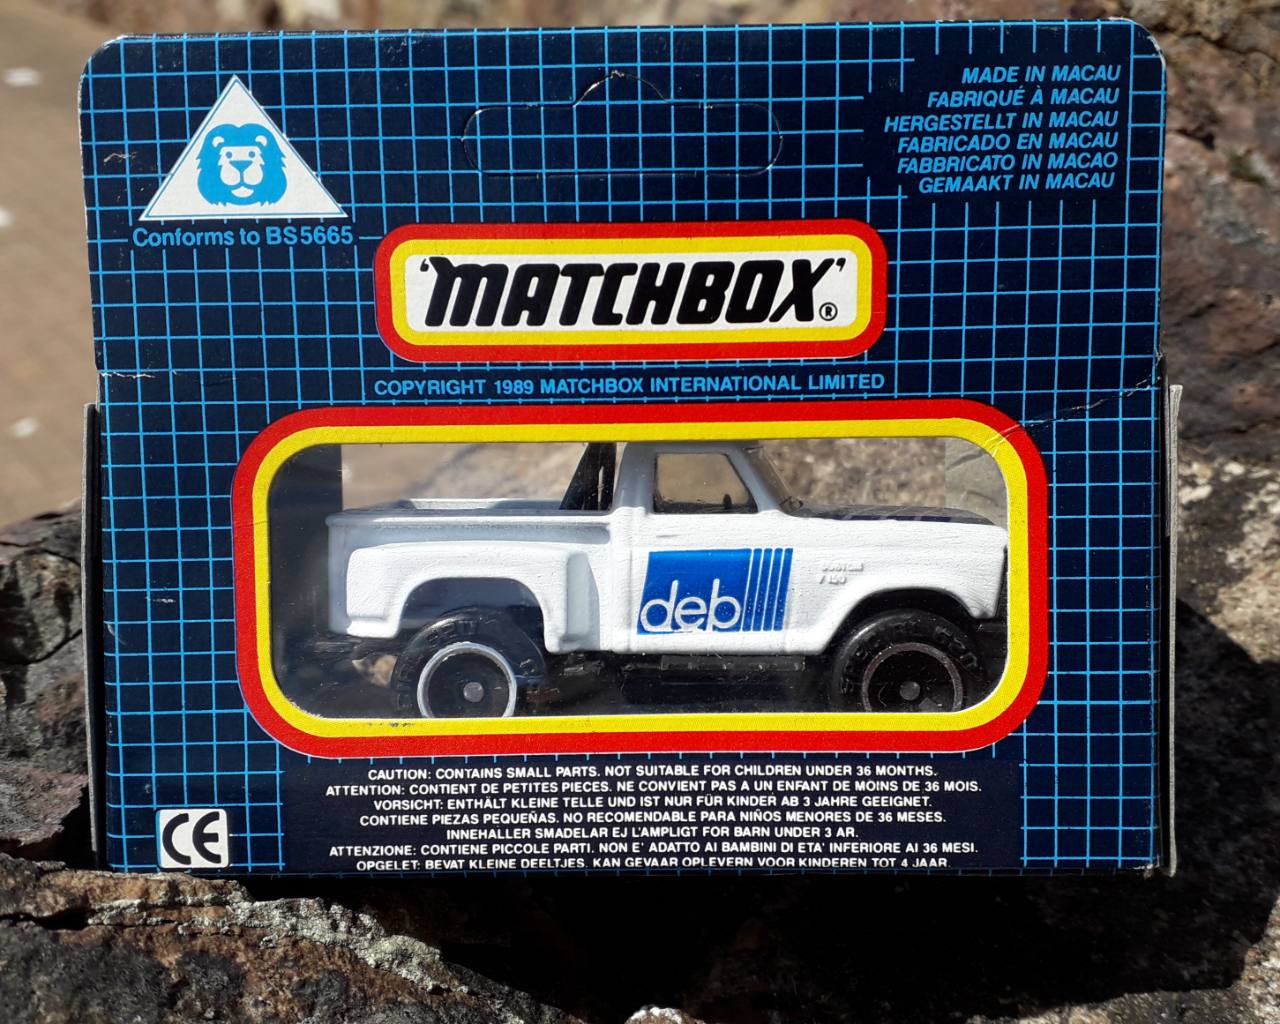 MADE IN MACAU
FABRIQUÉ À MACAU
HERGESTELLT IN MACAU
FABRICADO EN MACAU
FABBRICATO IN MACAO
GEMAAKT IN MACAU
Conforms to BS 5665
'MATCHBOX'®
COPYRIGHT 1989 MATCHBOX INTERNATIONAL LIMITED
deb
CAUTION: CONTAINS SMALL PARTS. NOT SUITABLE FOR CHILDREN UNDER 36 MONTHS.
ATTENTION: CONTIENT DE PETITES PIECES. NE CONVIENT PAS A UN ENFANT DE MOINS DE 36 MOIS.
VORSICHT: ENTHÄLT KLEINE TELLE UND IST NUR FÜR KINDER AB 3 JAHRE GEEIGNET.
CONTIENE PIEZAS PEQUEÑAS. NO RECOMENDABLE PARA NIÑOS MENORES DE 36 MESES.
INNEHALLER SMADELAR EJ L'AMPLIGT FOR BARN UNDER 3 AR.
ATTENZIONE: CONTIENE PICCOLE PARTI. NON E' ADATTO AI BAMBINI DI ETA' INFERIORE AI 36 MESI.
OPGELET: BEVAT KLEINE DEELTJES. KAN GEVAAR OPLEVERN VOOR KINDEREN TOT 4 JAAR.
CE